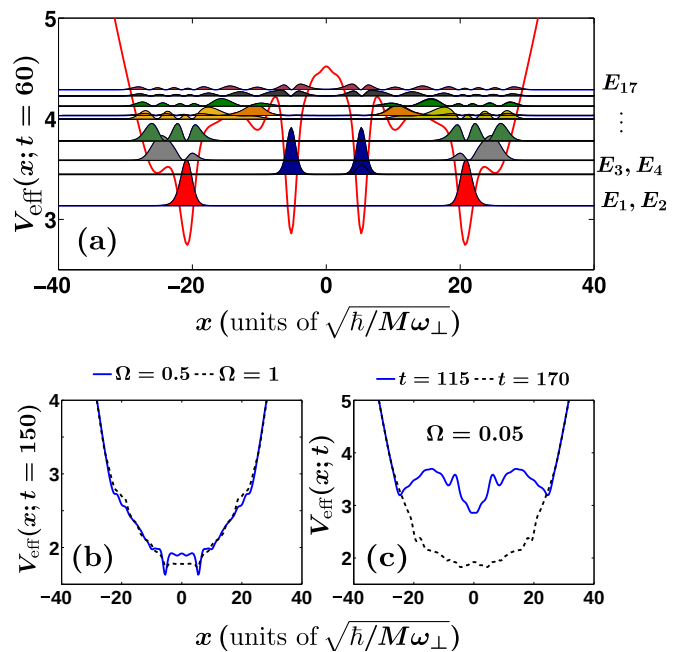 5
4
3
V_eff(x; t = 60)
E_17
⋮
E_3, E_4
E_1, E_2
(a)
−40 −20 0 20 40
x (units of √ℏ/Mω_⊥)
Ω = 0.5 Ω = 1
t = 115 t = 170
4
3
2
V_eff(x; t = 150)
(b)
−40 −20 0 20 40
5
4
3
2
V_eff(x; t)
Ω = 0.05
(c)
−40 −20 0 20 40
x (units of √ℏ/Mω_⊥)